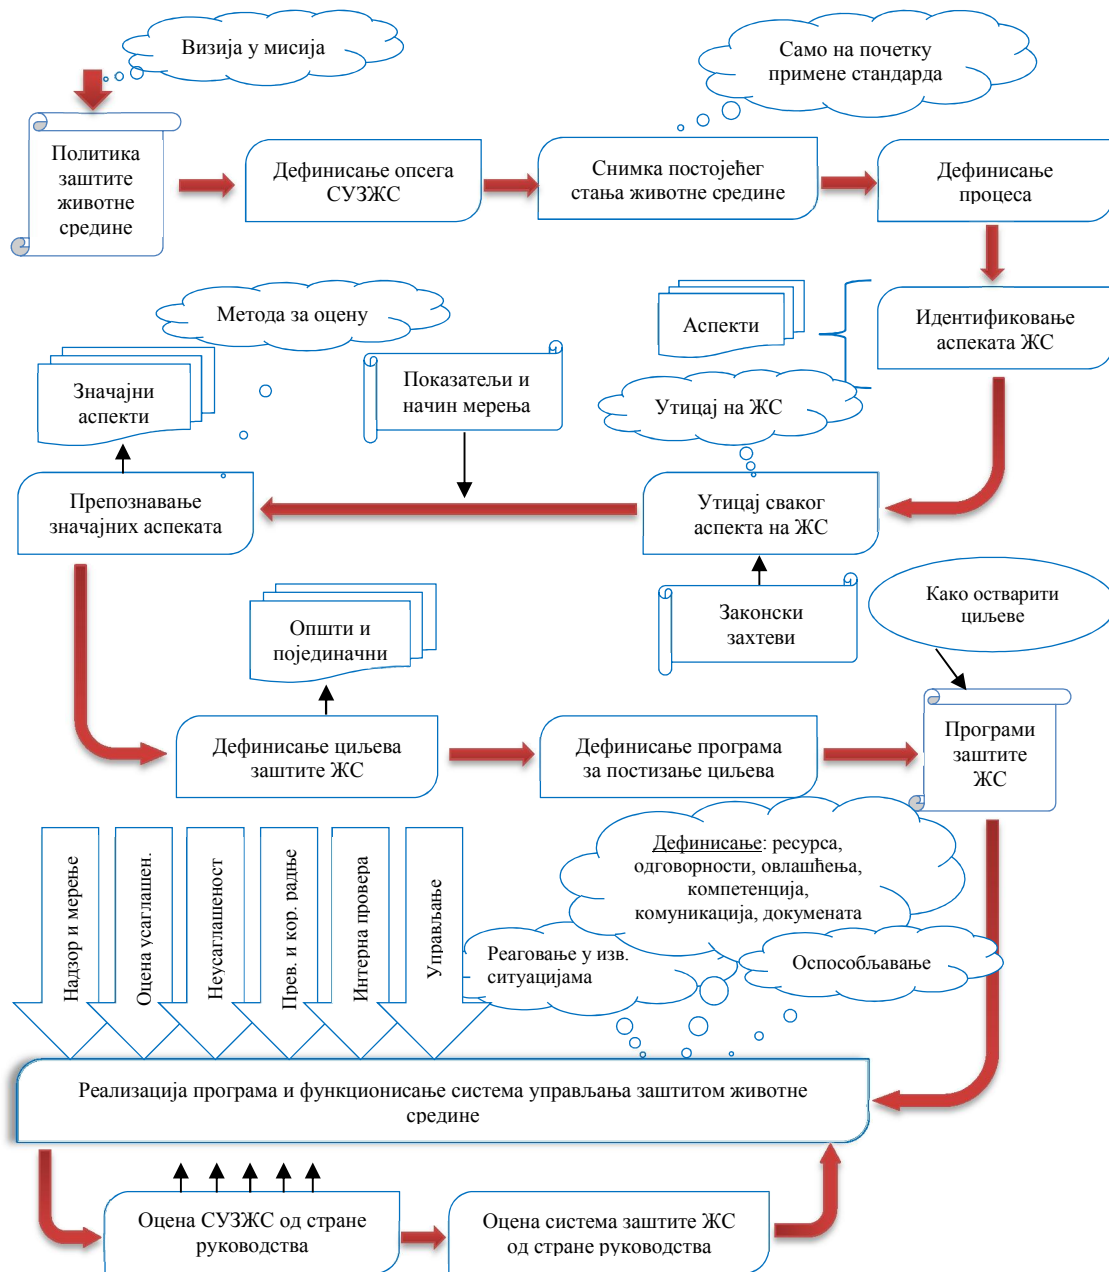 Визија у мисија
Само на почетку
примене стандарда
Политика
заштите
животне
средине
Дефинисање опсега
СУЗЖС
Снимка постојећег
стања животне средине
Дефинисање
процеса
Метода за оцену
Аспекти
Идентификовање
аспеката ЖС
Значајни
аспекти
Показатељи и
начин мерења
Утицај на ЖС
Препознавање
значајних аспеката
Утицај сваког
аспекта на ЖС
Општи и
појединачни
Законски
захтеви
Како остварити
циљеве
Дефинисање циљева
заштите ЖС
Дефинисање програма
за постизање циљева
Програми
заштите
ЖС
Надзор и мерење
Оцена усаглашен.
Неусаглашеност
Прев. и кор. радње
Интерна провера
Управљање
Дефинисање: ресурса,
одговорности, овлашћења,
компетенција,
комуникација, докумената
Реаговање у изв.
ситуацијама
Оспособљавање
Реализација програма и функционисање система управљања заштитом животне
средине
Оцена СУЗЖС од стране
руководства
Оцена система заштите ЖС
од стране руководства